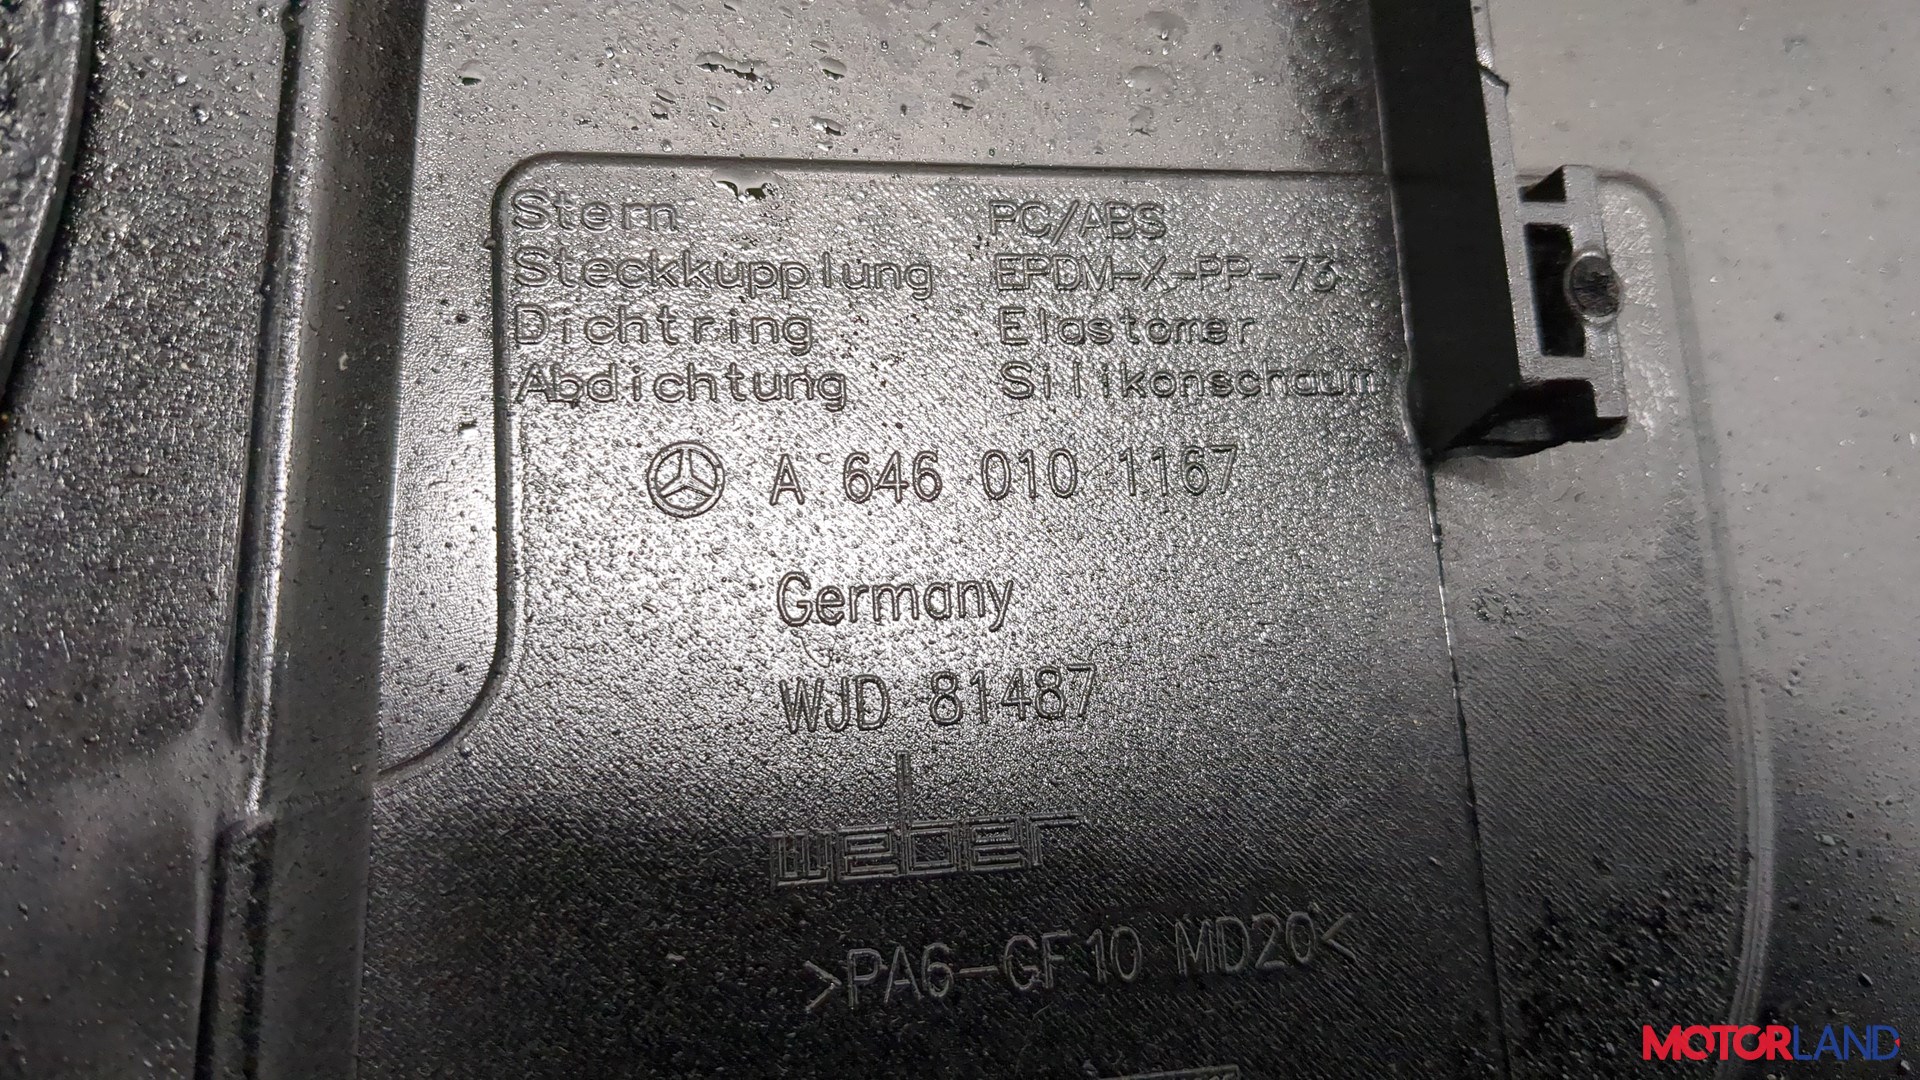 Stern PC/ABS
Steckkupplung EPDM-X-PP-73
Dichtring Elastomer
Abdichtung Silikonschaum
A 646 010 1167
Germany
WJD 81487
weber
>PA6-GF10 MD20<
MOTORLAND